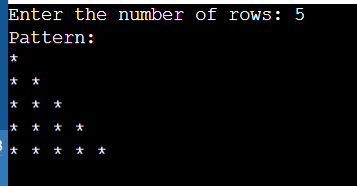 Enter the number of rows: 5
Pattern:
*
* *
* * *
* * * *
* * * * *